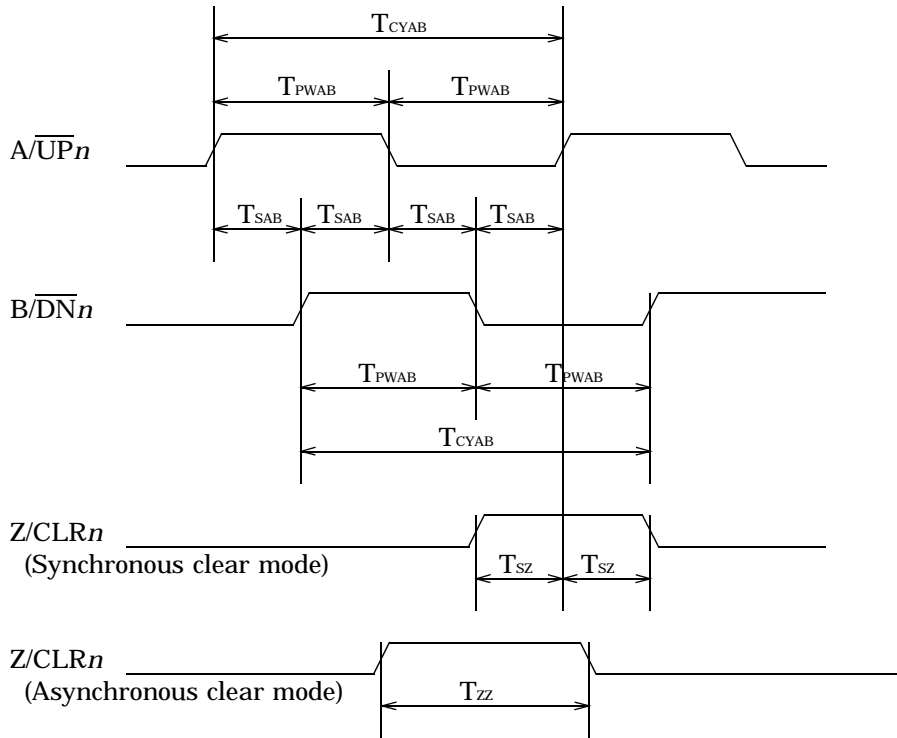 TCYAB
TPWAB TPWAB
A/UPn
TSAB TSAB TSAB TSAB
B/DNn
TPWAB TPWAB
TCYAB
Z/CLRn
(Synchronous clear mode)
TSZ TSZ
Z/CLRn
(Asynchronous clear mode)
TZZ